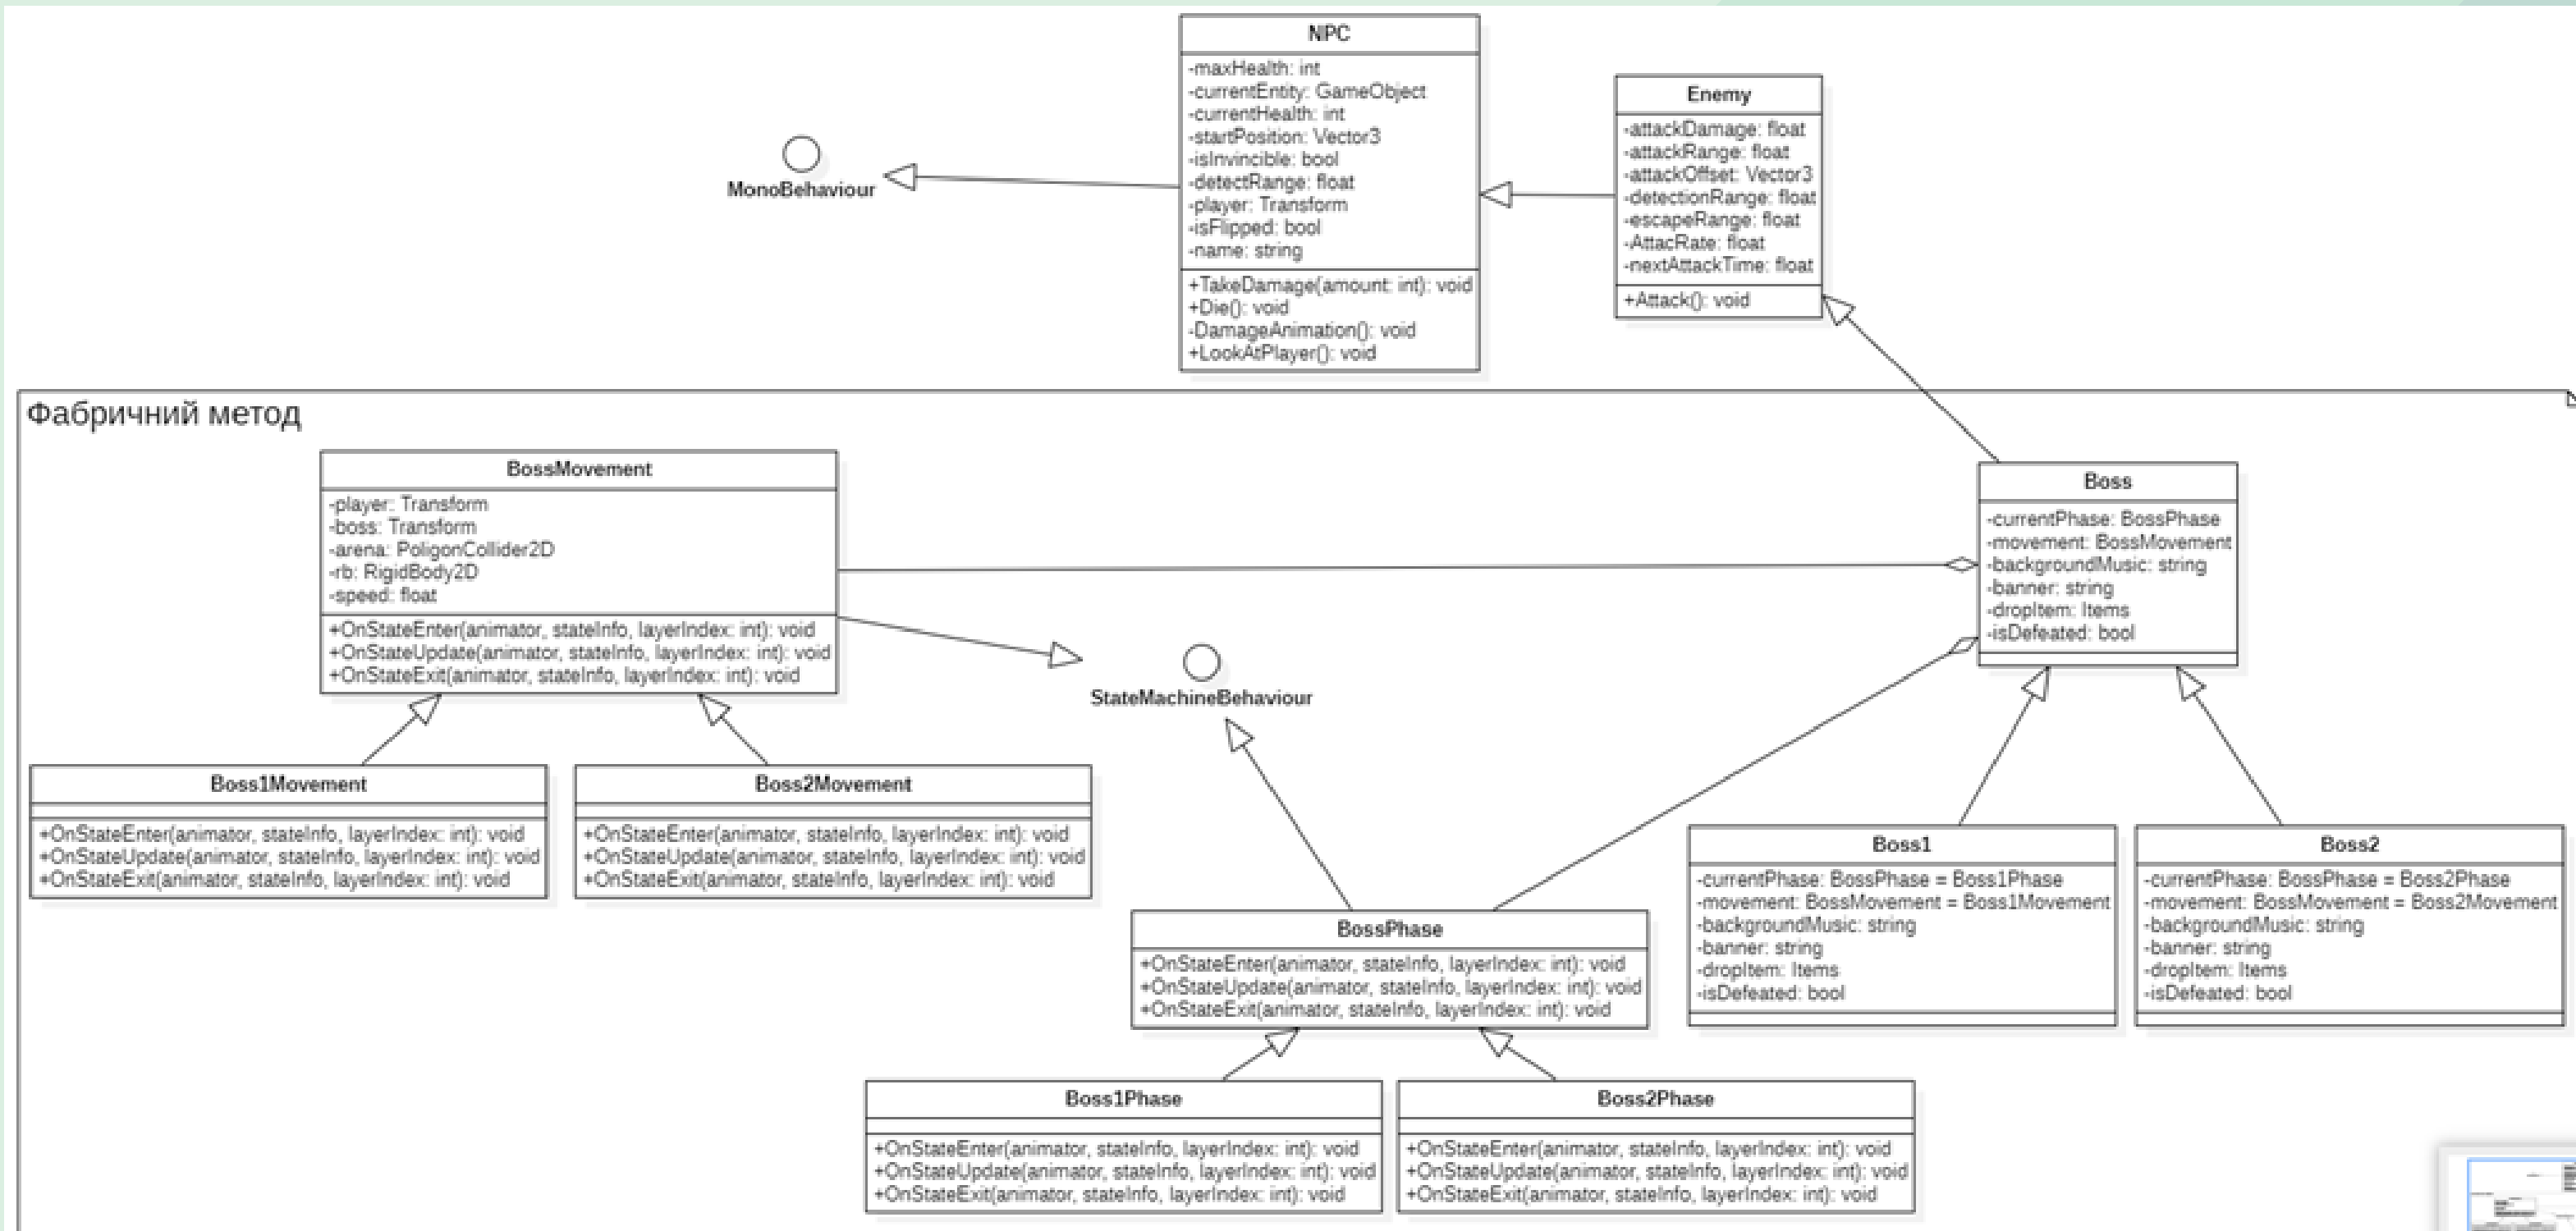 NPC
-maxHealth: int
-currentEntity: GameObject
-currentHealth: int
-startPosition: Vector3
-isInvincible: bool
-detectRange: float
-player: Transform
-isFlipped: bool
-name: string
+TakeDamage(amount: int): void
+Die(): void
-DamageAnimation(): void
+LookAtPlayer(): void
Enemy
-attackDamage: float
-attackRange: float
-attackOffset: Vector3
-detectionRange: float
-escapeRange: float
-AttacRate: float
-nextAttackTime: float
+Attack(): void
MonoBehaviour
Фабричний метод
BossMovement
-player: Transform
-boss: Transform
-arena: PoligonCollider2D
-rb: RigidBody2D
-speed: float
+OnStateEnter(animator, stateInfo, layerIndex: int): void
+OnStateUpdate(animator, stateInfo, layerIndex: int): void
+OnStateExit(animator, stateInfo, layerIndex: int): void
Boss
-currentPhase: BossPhase
-movement: BossMovement
-backgroundMusic: string
-banner: string
-dropItem: Items
-isDefeated: bool
StateMachineBehaviour
Boss1Movement
+OnStateEnter(animator, stateInfo, layerIndex: int): void
+OnStateUpdate(animator, stateInfo, layerIndex: int): void
+OnStateExit(animator, stateInfo, layerIndex: int): void
Boss2Movement
+OnStateEnter(animator, stateInfo, layerIndex: int): void
+OnStateUpdate(animator, stateInfo, layerIndex: int): void
+OnStateExit(animator, stateInfo, layerIndex: int): void
BossPhase
+OnStateEnter(animator, stateInfo, layerIndex: int): void
+OnStateUpdate(animator, stateInfo, layerIndex: int): void
+OnStateExit(animator, stateInfo, layerIndex: int): void
Boss1
-currentPhase: BossPhase = Boss1Phase
-movement: BossMovement = Boss1Movement
-backgroundMusic: string
-banner: string
-dropItem: Items
-isDefeated: bool
Boss2
-currentPhase: BossPhase = Boss2Phase
-movement: BossMovement = Boss2Movement
-backgroundMusic: string
-banner: string
-dropItem: Items
-isDefeated: bool
Boss1Phase
+OnStateEnter(animator, stateInfo, layerIndex: int): void
+OnStateUpdate(animator, stateInfo, layerIndex: int): void
+OnStateExit(animator, stateInfo, layerIndex: int): void
Boss2Phase
+OnStateEnter(animator, stateInfo, layerIndex: int): void
+OnStateUpdate(animator, stateInfo, layerIndex: int): void
+OnStateExit(animator, stateInfo, layerIndex: int): void